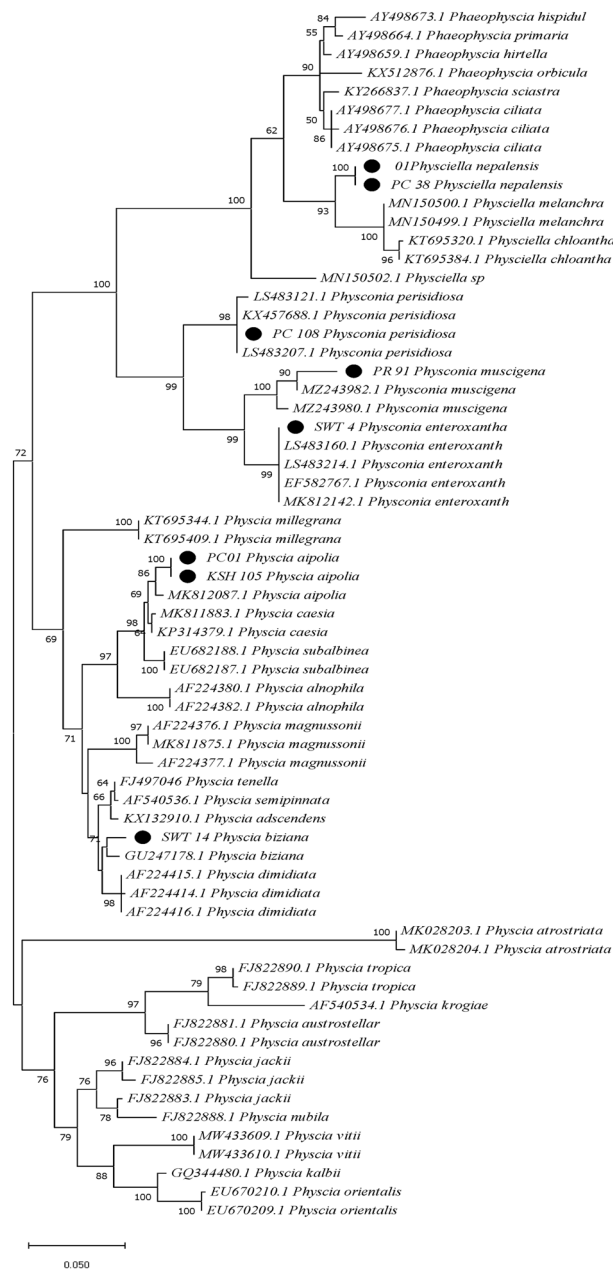 84
AY498673.1 Phaeophyscia hispidul
55
AY498664.1 Phaeophyscia primaria
AY498659.1 Phaeophyscia hirtella
90
KX512876.1 Phaeophyscia orbicula
KY266837.1 Phaeophyscia sciastra
AY498677.1 Phaeophyscia ciliata
50
AY498676.1 Phaeophyscia ciliata
86
AY498675.1 Phaeophyscia ciliata
62
100
01Physciella nepalensis
PC 38 Physciella nepalensis
100
93
MN150500.1 Physciella melanchra
MN150499.1 Physciella melanchra
100
KT695320.1 Physciella chloantha
96
KT695384.1 Physciella chloantha
MN150502.1 Physciella sp
100
LS483121.1 Physconia perisidiosa
98
KX457688.1 Physconia perisidiosa
PC 108 Physconia perisidiosa
LS483207.1 Physconia perisidiosa
99
90
PR 91 Physconia muscigena
100
MZ243982.1 Physconia muscigena
MZ243980.1 Physconia muscigena
99
SWT 4 Physconia enteroxantha
LS483160.1 Physconia enteroxanth
72
LS483214.1 Physconia enteroxanth
99
EF582767.1 Physconia enteroxanth
MK812142.1 Physconia enteroxanth
100
KT695344.1 Physcia millegrana
KT695409.1 Physcia millegrana
100
PC01 Physcia aipolia
86
KSH 105 Physcia aipolia
69
MK812087.1 Physcia aipolia
MK811883.1 Physcia caesia
98
64
KP314379.1 Physcia caesia
69
EU682188.1 Physcia subalbinea
97
100
EU682187.1 Physcia subalbinea
AF224380.1 Physcia alnophila
100
AF224382.1 Physcia alnophila
97
AF224376.1 Physcia magnussonii
71
100
MK811875.1 Physcia magnussonii
AF224377.1 Physcia magnussonii
64
FJ497046 Physcia tenella
66
AF540536.1 Physcia semipinnata
KX132910.1 Physcia adscendens
71
SWT 14 Physcia biziana
GU247178.1 Physcia biziana
AF224415.1 Physcia dimidiata
98
AF224414.1 Physcia dimidiata
AF224416.1 Physcia dimidiata
100
MK028203.1 Physcia atrostriata
MK028204.1 Physcia atrostriata
98
FJ822890.1 Physcia tropica
79
FJ822889.1 Physcia tropica
97
AF540534.1 Physcia krogiae
FJ822881.1 Physcia austrostellar
96
FJ822880.1 Physcia austrostellar
96
FJ822884.1 Physcia jackii
76
76
FJ822885.1 Physcia jackii
FJ822883.1 Physcia jackii
78
FJ822888.1 Physcia nubila
79
100
MW433609.1 Physcia vitii
MW433610.1 Physcia vitii
88
GQ344480.1 Physcia kalbii
100
EU670210.1 Physcia orientalis
100
EU670209.1 Physcia orientalis
0.050